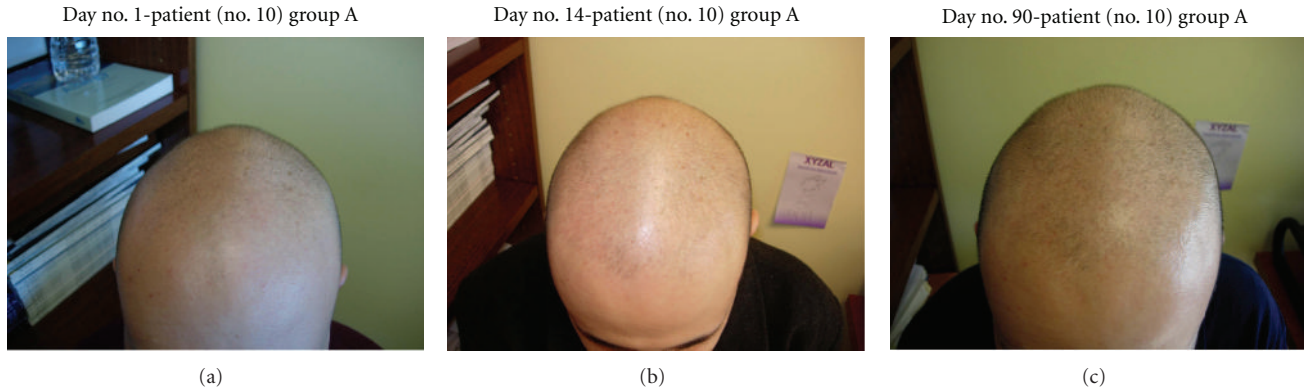 Day no. 1-patient (no. 10) group A
Day no. 14-patient (no. 10) group A
Day no. 90-patient (no. 10) group A
XYZAL
XYZAL
(a)
(b)
(c)